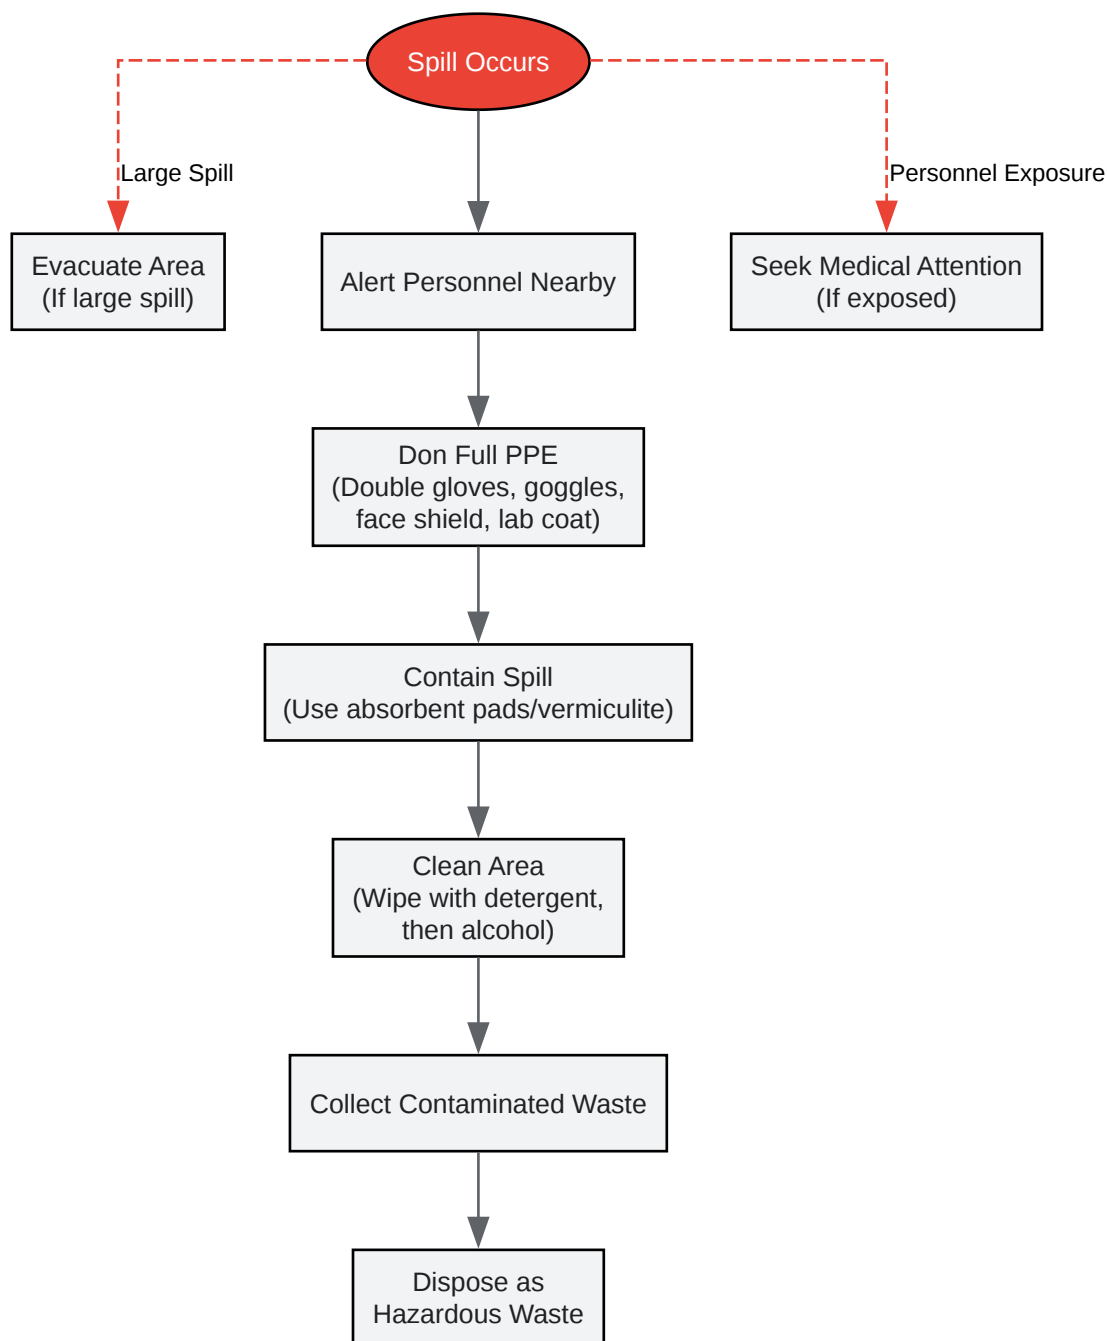 Spill Occurs
Large Spill
Personnel Exposure
Evacuate Area
(If large spill)
Alert Personnel Nearby
Seek Medical Attention
(If exposed)
Don Full PPE
(Double gloves, goggles,
face shield, lab coat)
Contain Spill
(Use absorbent pads/vermiculite)
Clean Area
(Wipe with detergent,
then alcohol)
Collect Contaminated Waste
Dispose as
Hazardous Waste